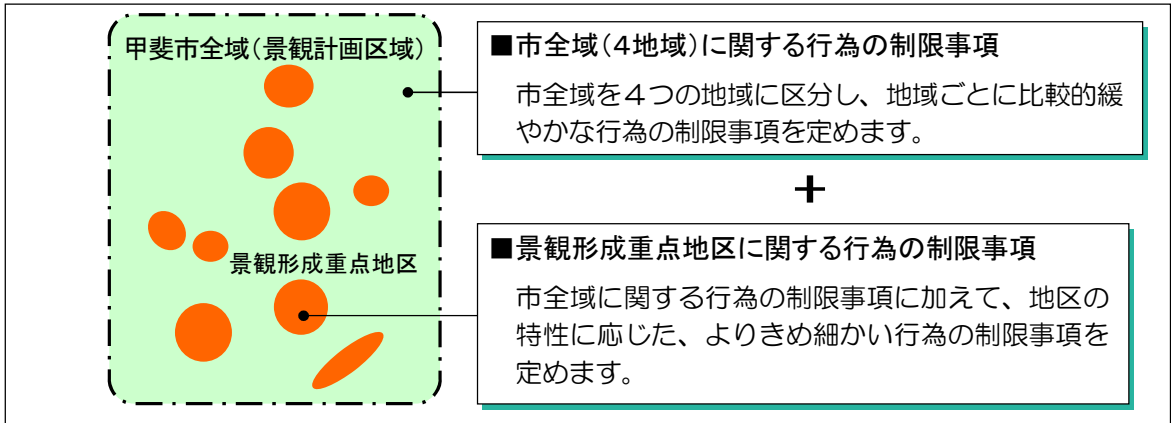 甲斐市全域（景観計画区域）
景観形成重点地区
■市全域（４地域）に関する行為の制限事項
市全域を４つの地域に区分し、地域ごとに比較的緩
やかな行為の制限事項を定めます。
＋
■景観形成重点地区に関する行為の制限事項
市全域に関する行為の制限事項に加えて、地区の
特性に応じた、よりきめ細かい行為の制限事項を
定めます。